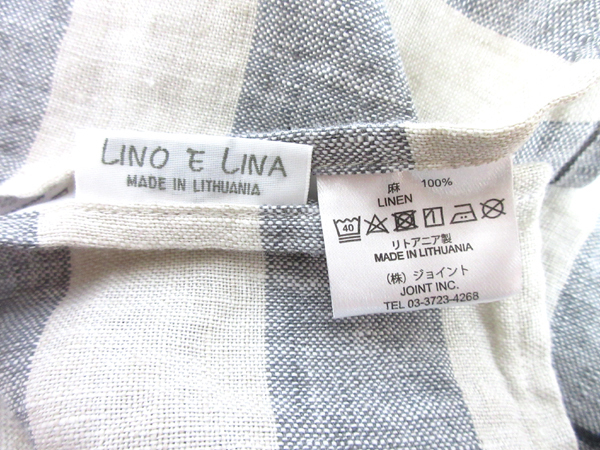 LINO E LINA
MADE IN LITHUANIA
麻 100%
LINEN
40
リトアニア製
MADE IN LITHUANIA
(株) ジョイント
JOINT INC.
TEL 03-3723-4268